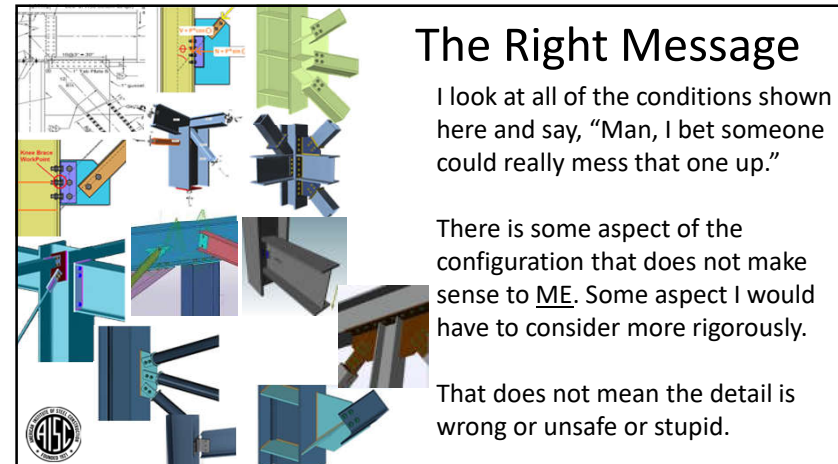 The Right Message
I look at all of the conditions shown
here and say, “Man, I bet someone
could really mess that one up.”
There is some aspect of the
configuration that does not make
sense to ME. Some aspect I would
have to consider more rigorously.
That does not mean the detail is
wrong or unsafe or stupid.
Knee Brace
WorkPoint
AISC